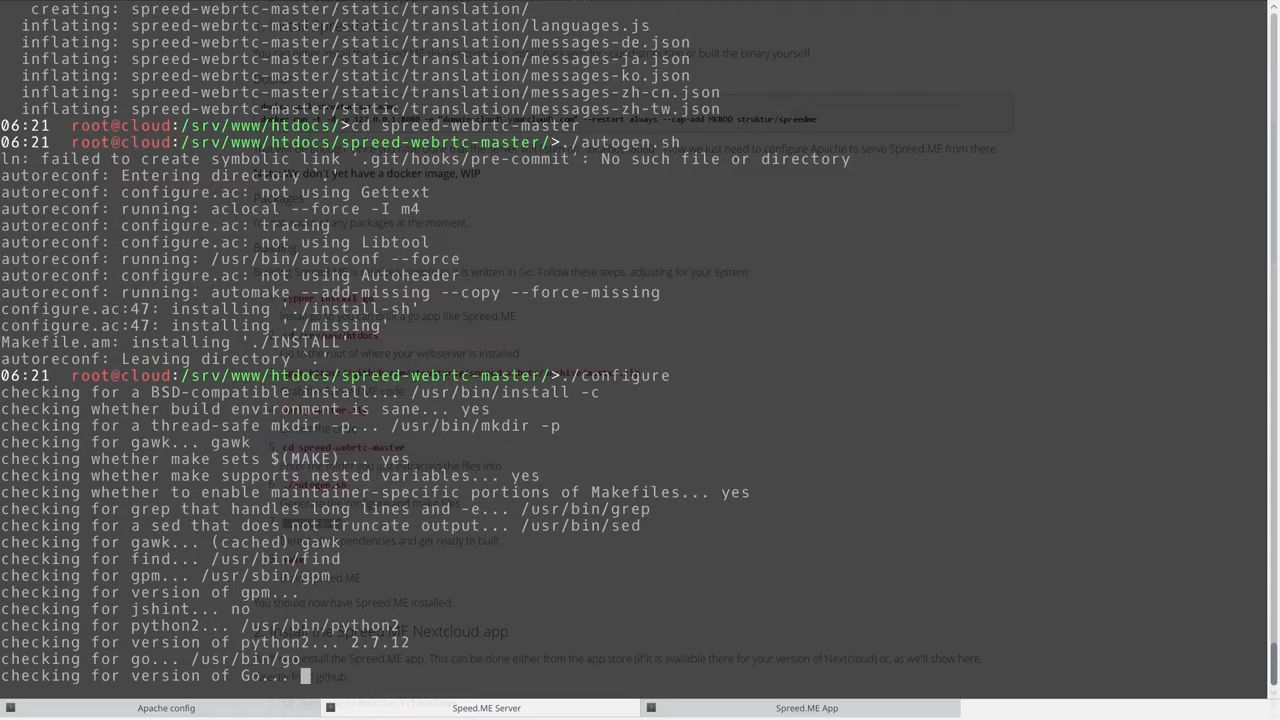 creating: spreed-webrtc-master/static/translation/
inflating: spreed-webrtc-master/static/translation/languages.js
inflating: spreed-webrtc-master/static/translation/messages-de.json
inflating: spreed-webrtc-master/static/translation/messages-ja.json
inflating: spreed-webrtc-master/static/translation/messages-ko.json
inflating: spreed-webrtc-master/static/translation/messages-zh-cn.json
inflating: spreed-webrtc-master/static/translation/messages-zh-tw.json
06:21 root@cloud:/srv/www/htdocs/>cd spreed-webrtc-master
06:21 root@cloud:/srv/www/htdocs/spreed-webrtc-master/>./autogen.sh
ln: failed to create symbolic link '.git/hooks/pre-commit': No such file or directory
autoreconf: Entering directory `.'
autoreconf: configure.ac: not using Gettext
autoreconf: running: aclocal --force -I m4
autoreconf: configure.ac: tracing
autoreconf: configure.ac: not using Libtool
autoreconf: running: /usr/bin/autoconf --force
autoreconf: configure.ac: not using Autoheader
autoreconf: running: automake --add-missing --copy --force-missing
configure.ac:47: installing './install-sh'
configure.ac:47: installing './missing'
Makefile.am: installing './INSTALL'
autoreconf: Leaving directory `.'
06:21 root@cloud:/srv/www/htdocs/spreed-webrtc-master/>./configure
checking for a BSD-compatible install... /usr/bin/install -c
checking whether build environment is sane... yes
checking for a thread-safe mkdir -p... /usr/bin/mkdir -p
checking for gawk... gawk
checking whether make sets $(MAKE)... yes
checking whether make supports nested variables... yes
checking whether to enable maintainer-specific portions of Makefiles... yes
checking for grep that handles long lines and -e... /usr/bin/grep
checking for a sed that does not truncate output... /usr/bin/sed
checking for gawk... (cached) gawk
checking for find... /usr/bin/find
checking for gpm... /usr/sbin/gpm
checking for version of gpm...
checking for jshint... no
checking for python2... /usr/bin/python2
checking for version of python2... 2.7.12
checking for go... /usr/bin/go
checking for version of Go...
Packages
You should now have Spreed.ME installed.
2. Install the Spreed.ME Nextcloud app
Apache config
Speed.ME Server
Spreed.ME App